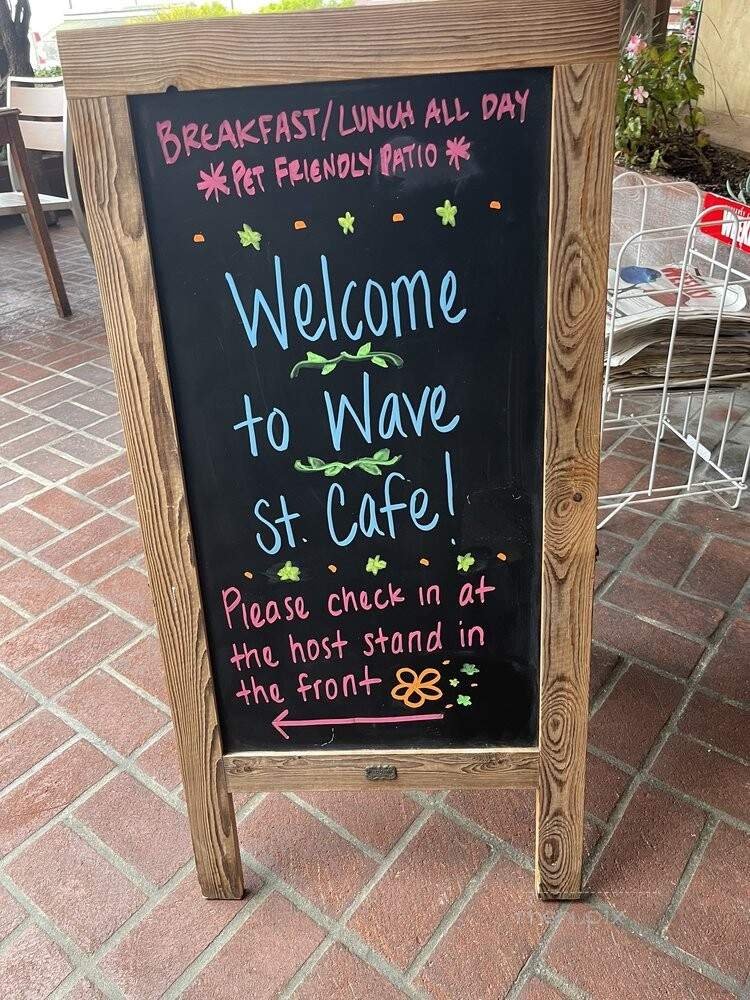 BREAKFAST/LUNCH ALL DAY
*PET FRIENDLY PATIO*
Welcome
to Wave
St. Cafe!
Please check in at
the host stand in
the front
WEEKLY